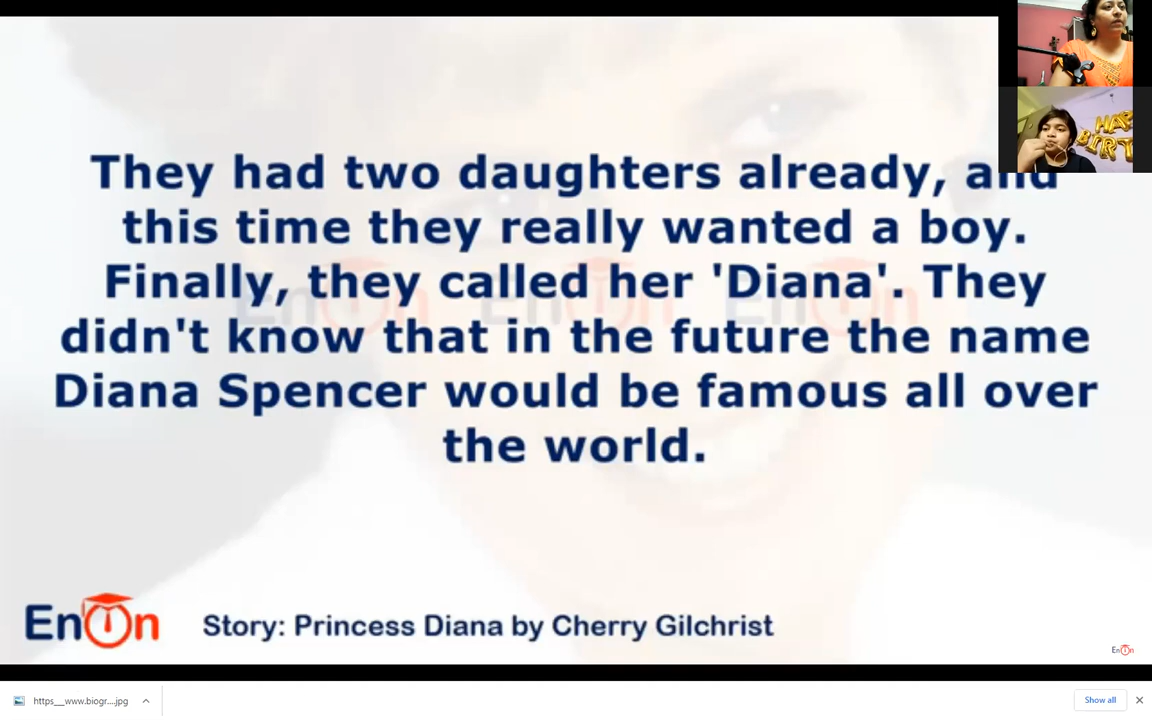 They had two daughters already, and
this time they really wanted a boy.
Finally, they called her 'Diana'. They
didn't know that in the future the name
Diana Spencer would be famous all over
the world.
EnOn
Story: Princess Diana by Cherry Gilchrist
EnOn
https__www.biogr....jpg
Show all